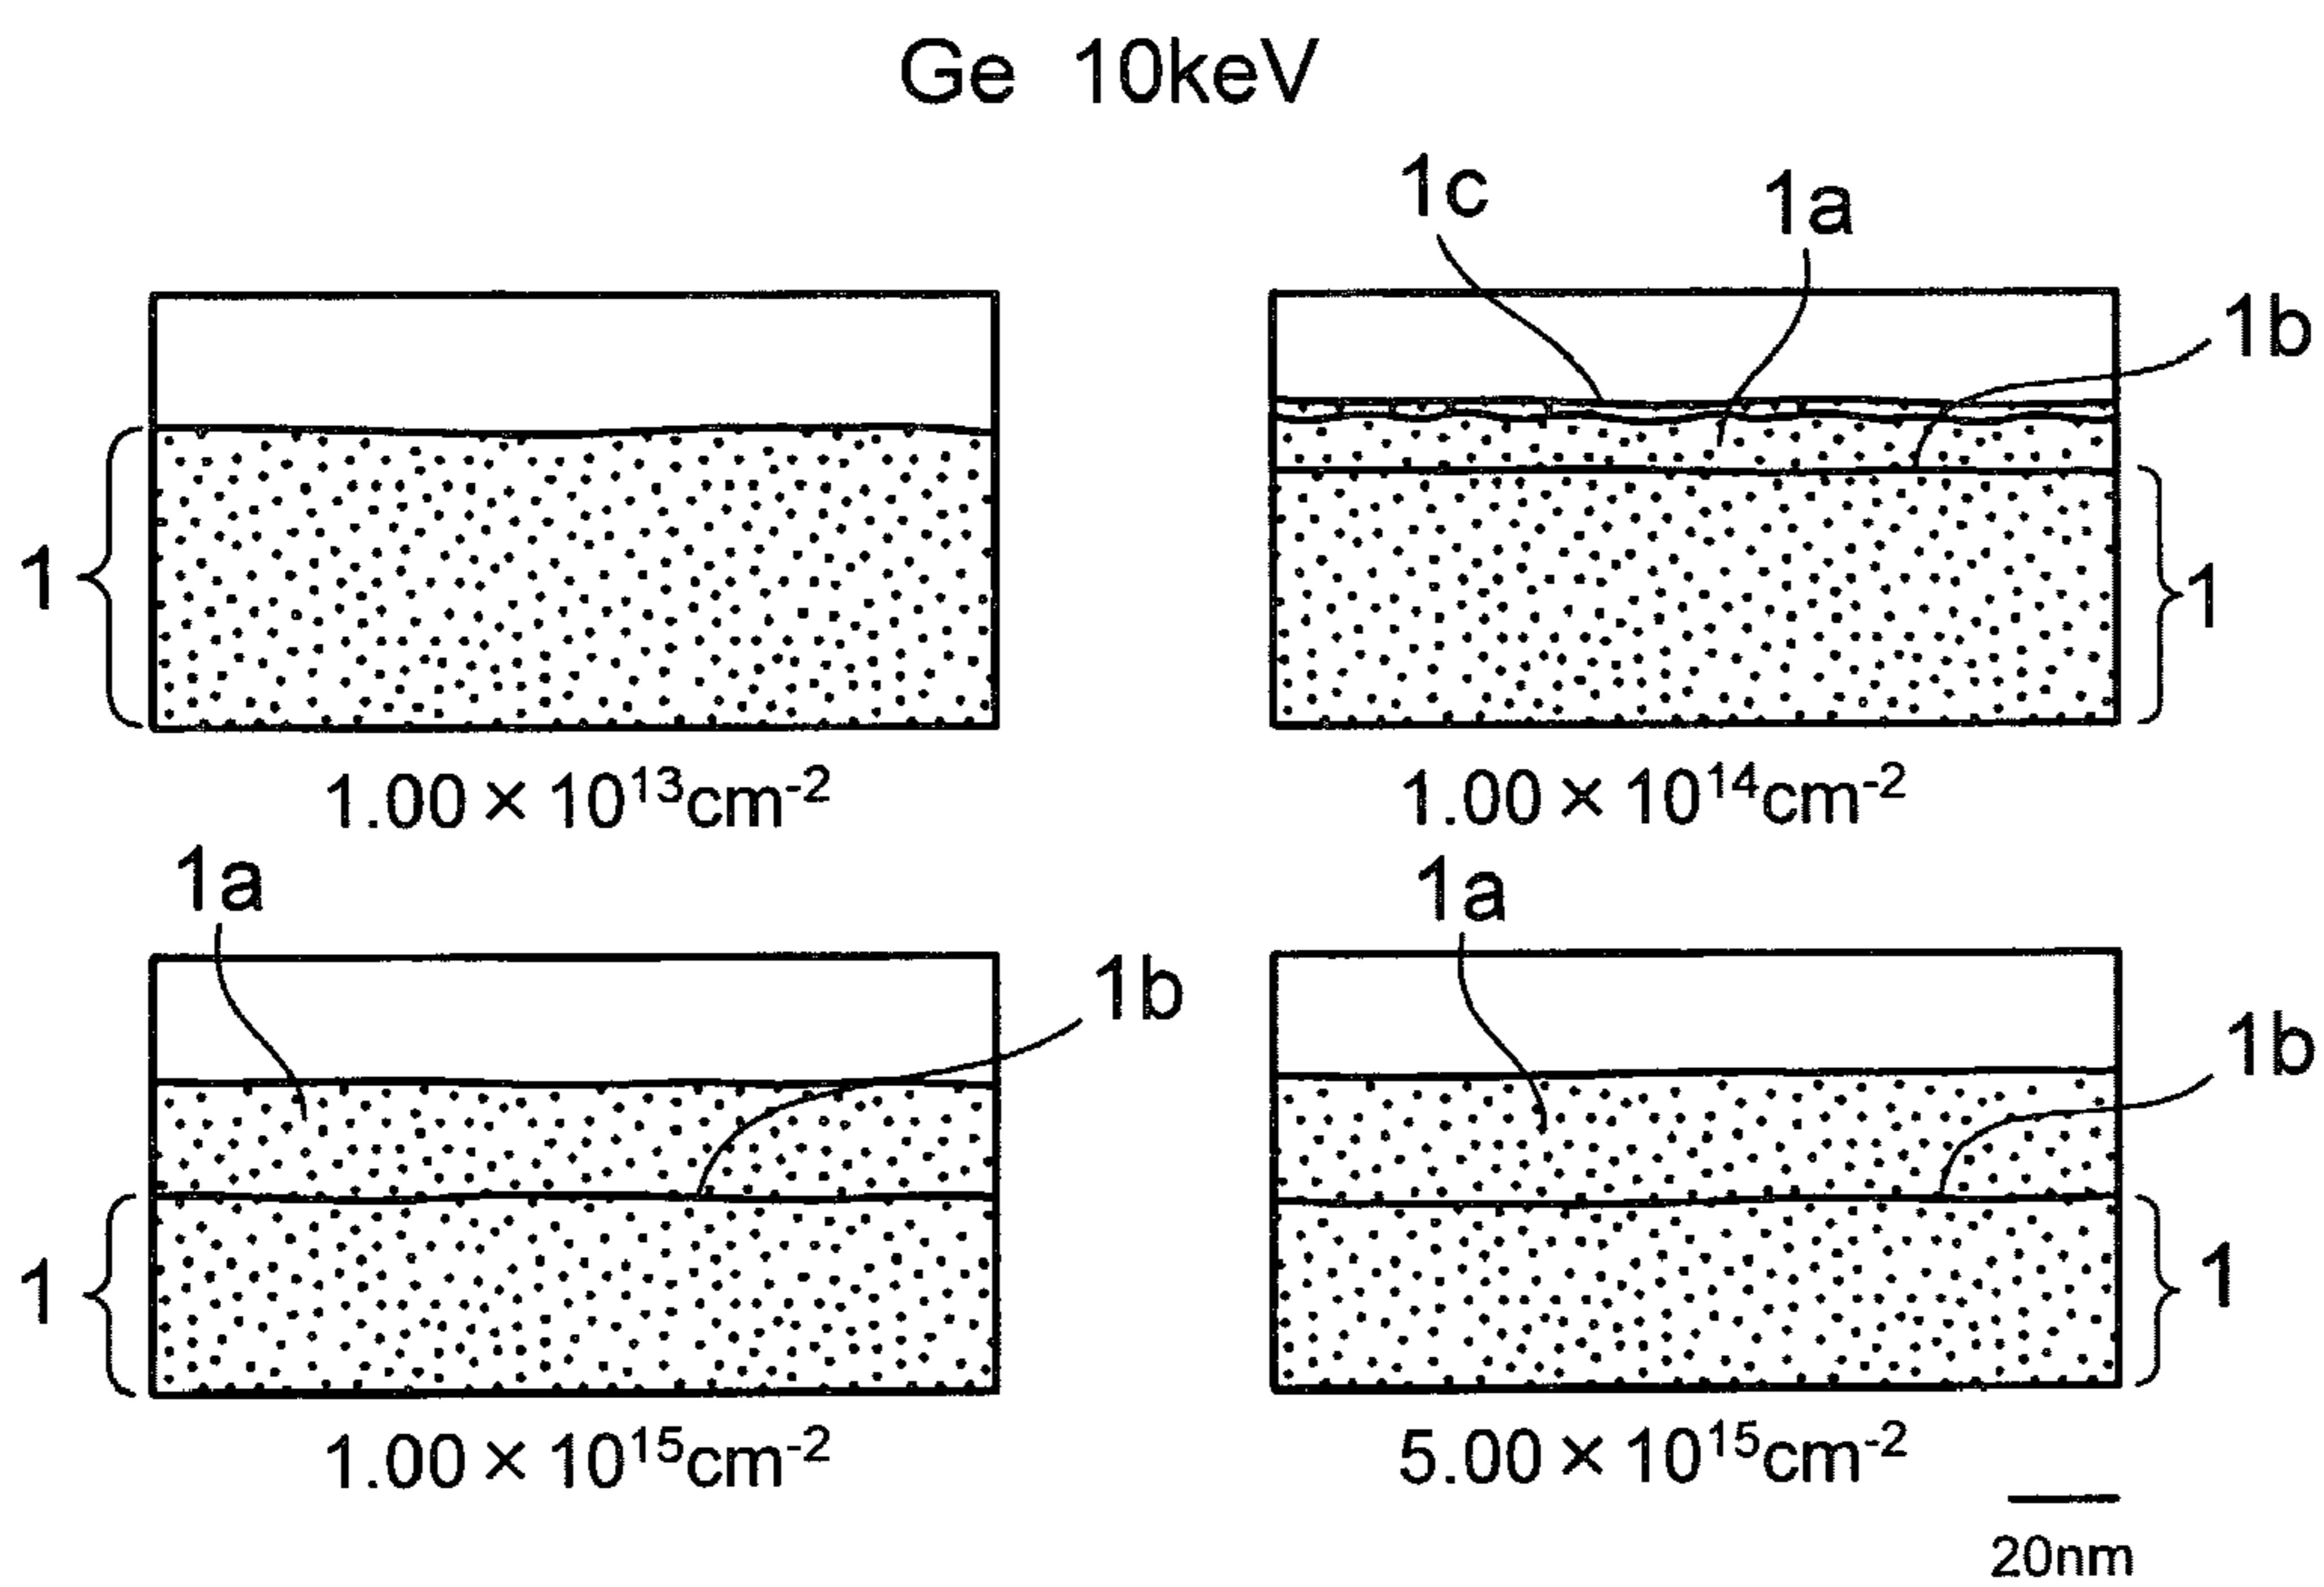 Ge 10keV
1c
1a
1b
1
1
1.00×10¹³cm⁻²
1.00×10¹⁴cm⁻²
1a
1a
1b
1b
1
1
1.00×10¹⁵cm⁻²
5.00×10¹⁵cm⁻²
20nm